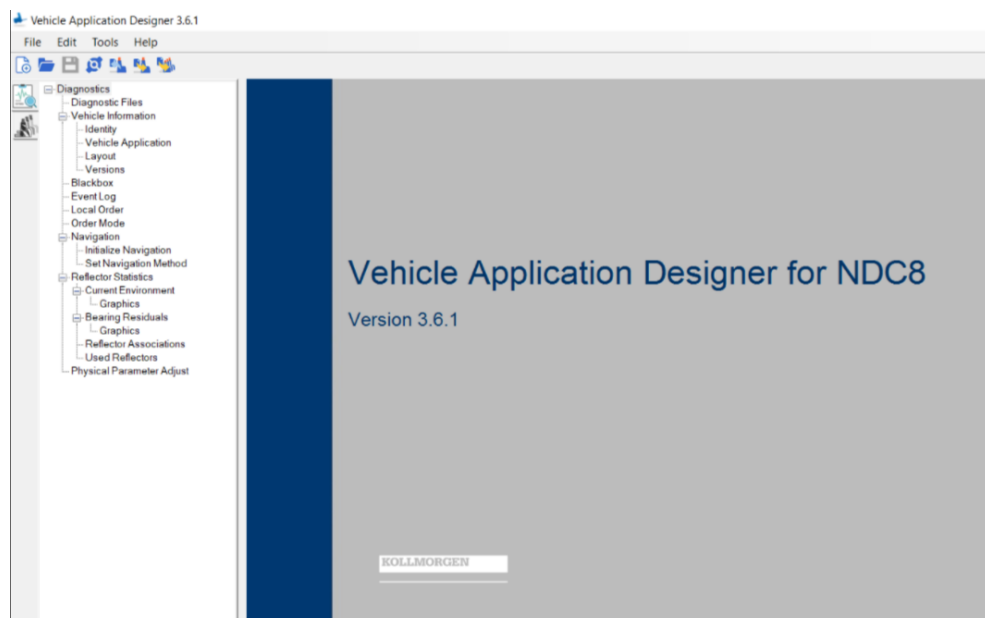 Vehicle Application Designer 3.6.1
File Edit Tools Help
Diagnostics
Diagnostic Files
Vehicle Information
Identity
Vehicle Application
Layout
Versions
Blackbox
Event Log
Local Order
Order Mode
Navigation
Initialize Navigation
Set Navigation Method
Reflector Statistics
Current Environment
Graphics
Bearing Residuals
Graphics
Reflector Associations
Used Reflectors
Physical Parameter Adjust
Vehicle Application Designer for NDC8
Version 3.6.1
KOLLMORGEN